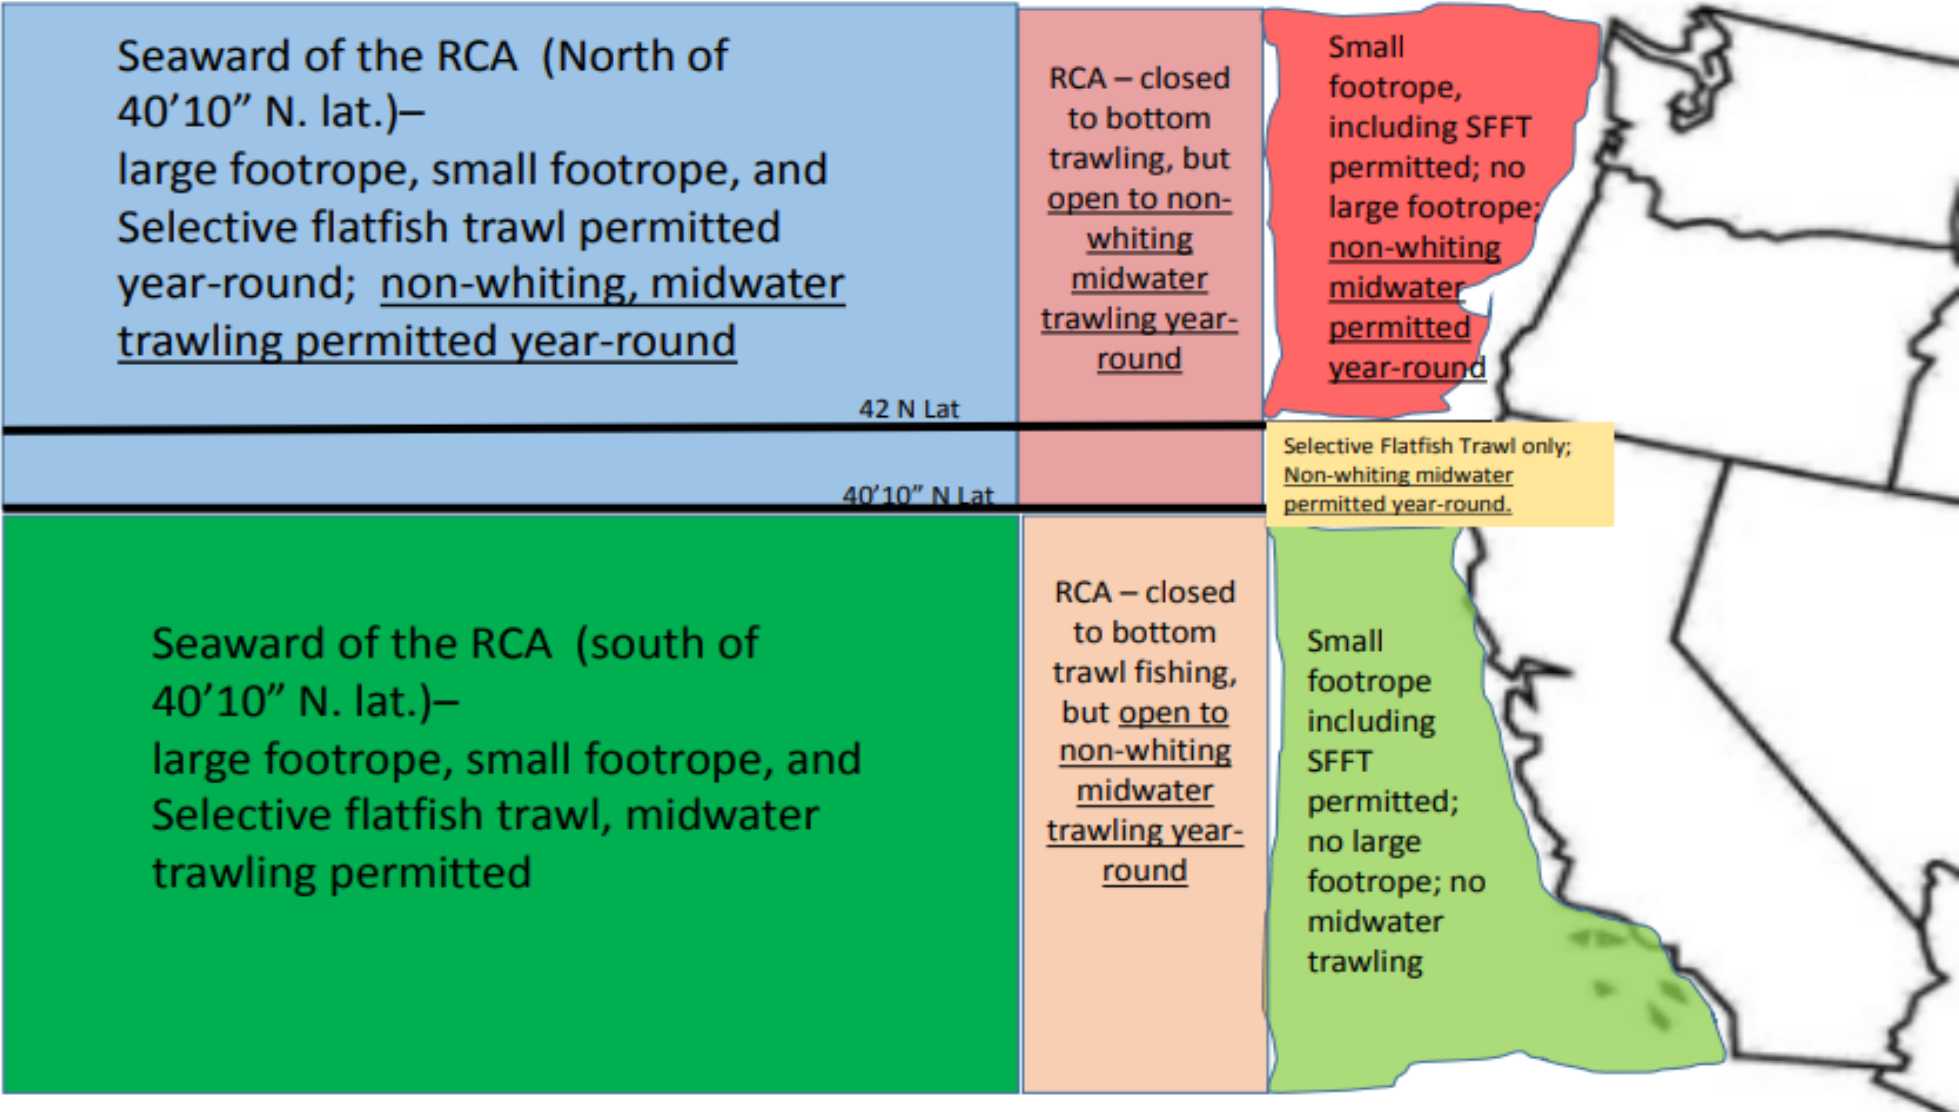 Seaward of the RCA (North of
40’10” N. lat.)–
large footrope, small footrope, and
Selective flatfish trawl permitted
year-round; non-whiting, midwater
trawling permitted year-round
42 N Lat
40’10” N Lat
RCA – closed
to bottom
trawling, but
open to non-
whiting
midwater
trawling year-
round
Small
footrope,
including SFFT
permitted; no
large footrope;
non-whiting
midwater
permitted
year-round
Selective Flatfish Trawl only;
Non-whiting midwater
permitted year-round.
Seaward of the RCA (south of
40’10” N. lat.)–
large footrope, small footrope, and
Selective flatfish trawl, midwater
trawling permitted
RCA – closed
to bottom
trawl fishing,
but open to
non-whiting
midwater
trawling year-
round
Small
footrope
including
SFFT
permitted;
no large
footrope; no
midwater
trawling